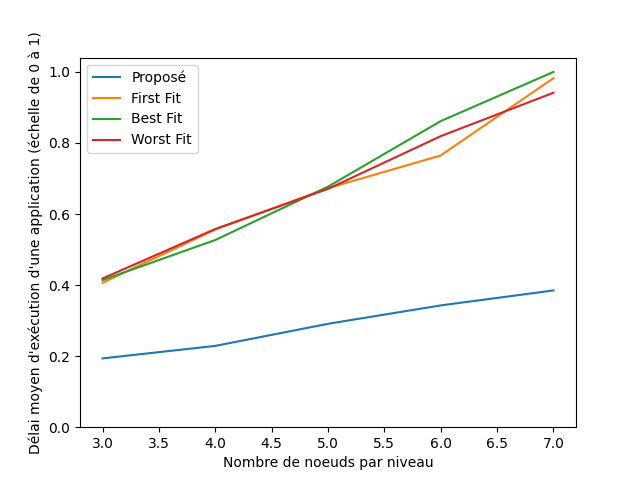 Délai moyen d'exécution d'une application (échelle de 0 à 1)
1.0
0.8
0.6
0.4
0.2
0.0
Proposé
First Fit
Best Fit
Worst Fit
3.0 3.5 4.0 4.5 5.0 5.5 6.0 6.5 7.0
Nombre de noeuds par niveau